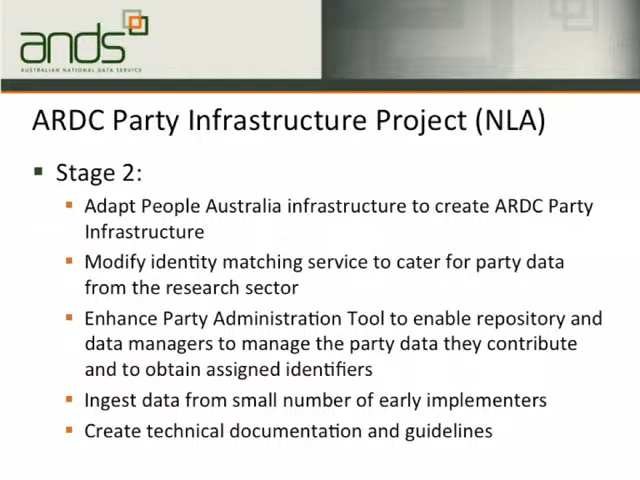 ands
AUSTRALIAN NATIONAL DATA SERVICE
ARDC Party Infrastructure Project (NLA)
Stage 2:
Adapt People Australia infrastructure to create ARDC Party
Infrastructure
Modify identity matching service to cater for party data
from the research sector
Enhance Party Administration Tool to enable repository and
data managers to manage the party data they contribute
and to obtain assigned identifiers
Ingest data from small number of early implementers
Create technical documentation and guidelines